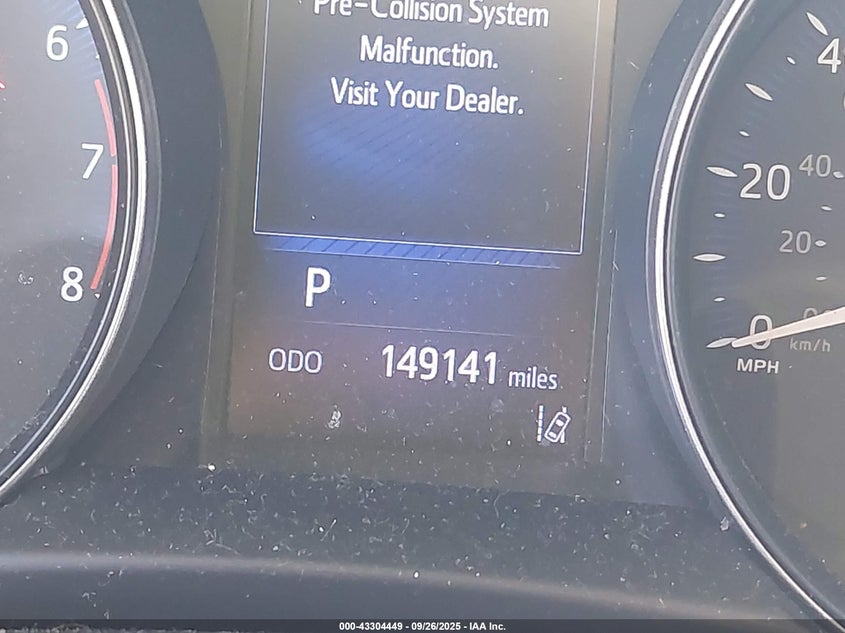 Pre-Collision System
Malfunction.
Visit Your Dealer.
P
ODO 149141 miles
6
7
8
4
20
40
20
0
km/h
MPH
000-43304449 - 09/26/2025 - IAA Inc.